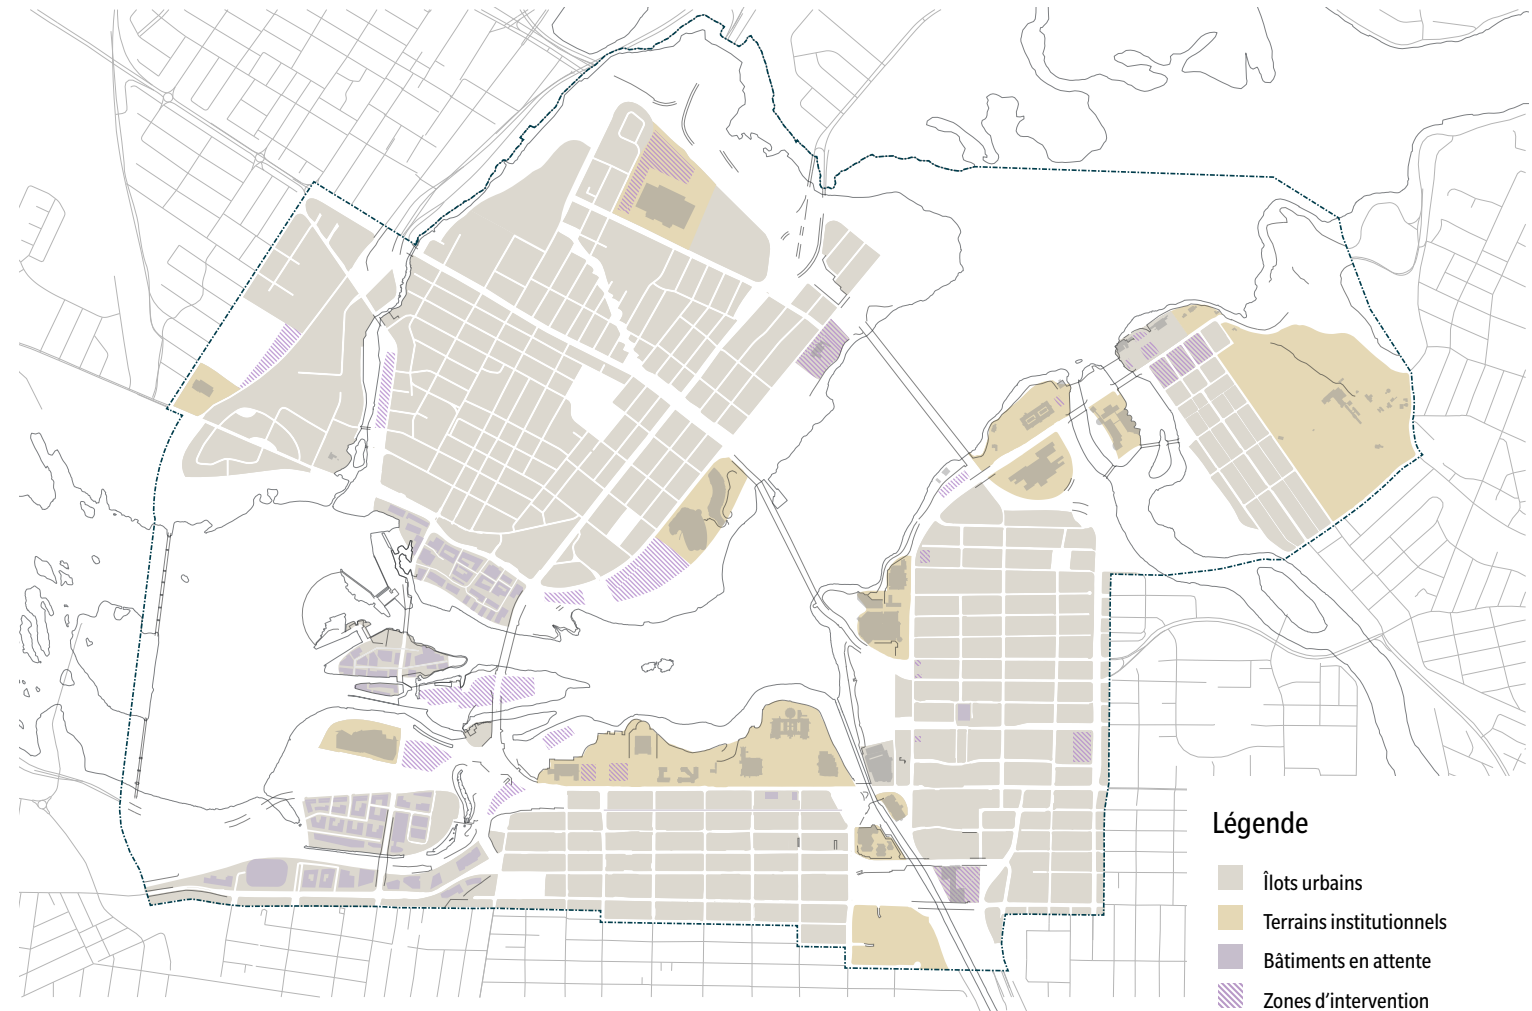 Légende
Îlots urbains
Terrains institutionnels
Bâtiments en attente
Zones d'intervention